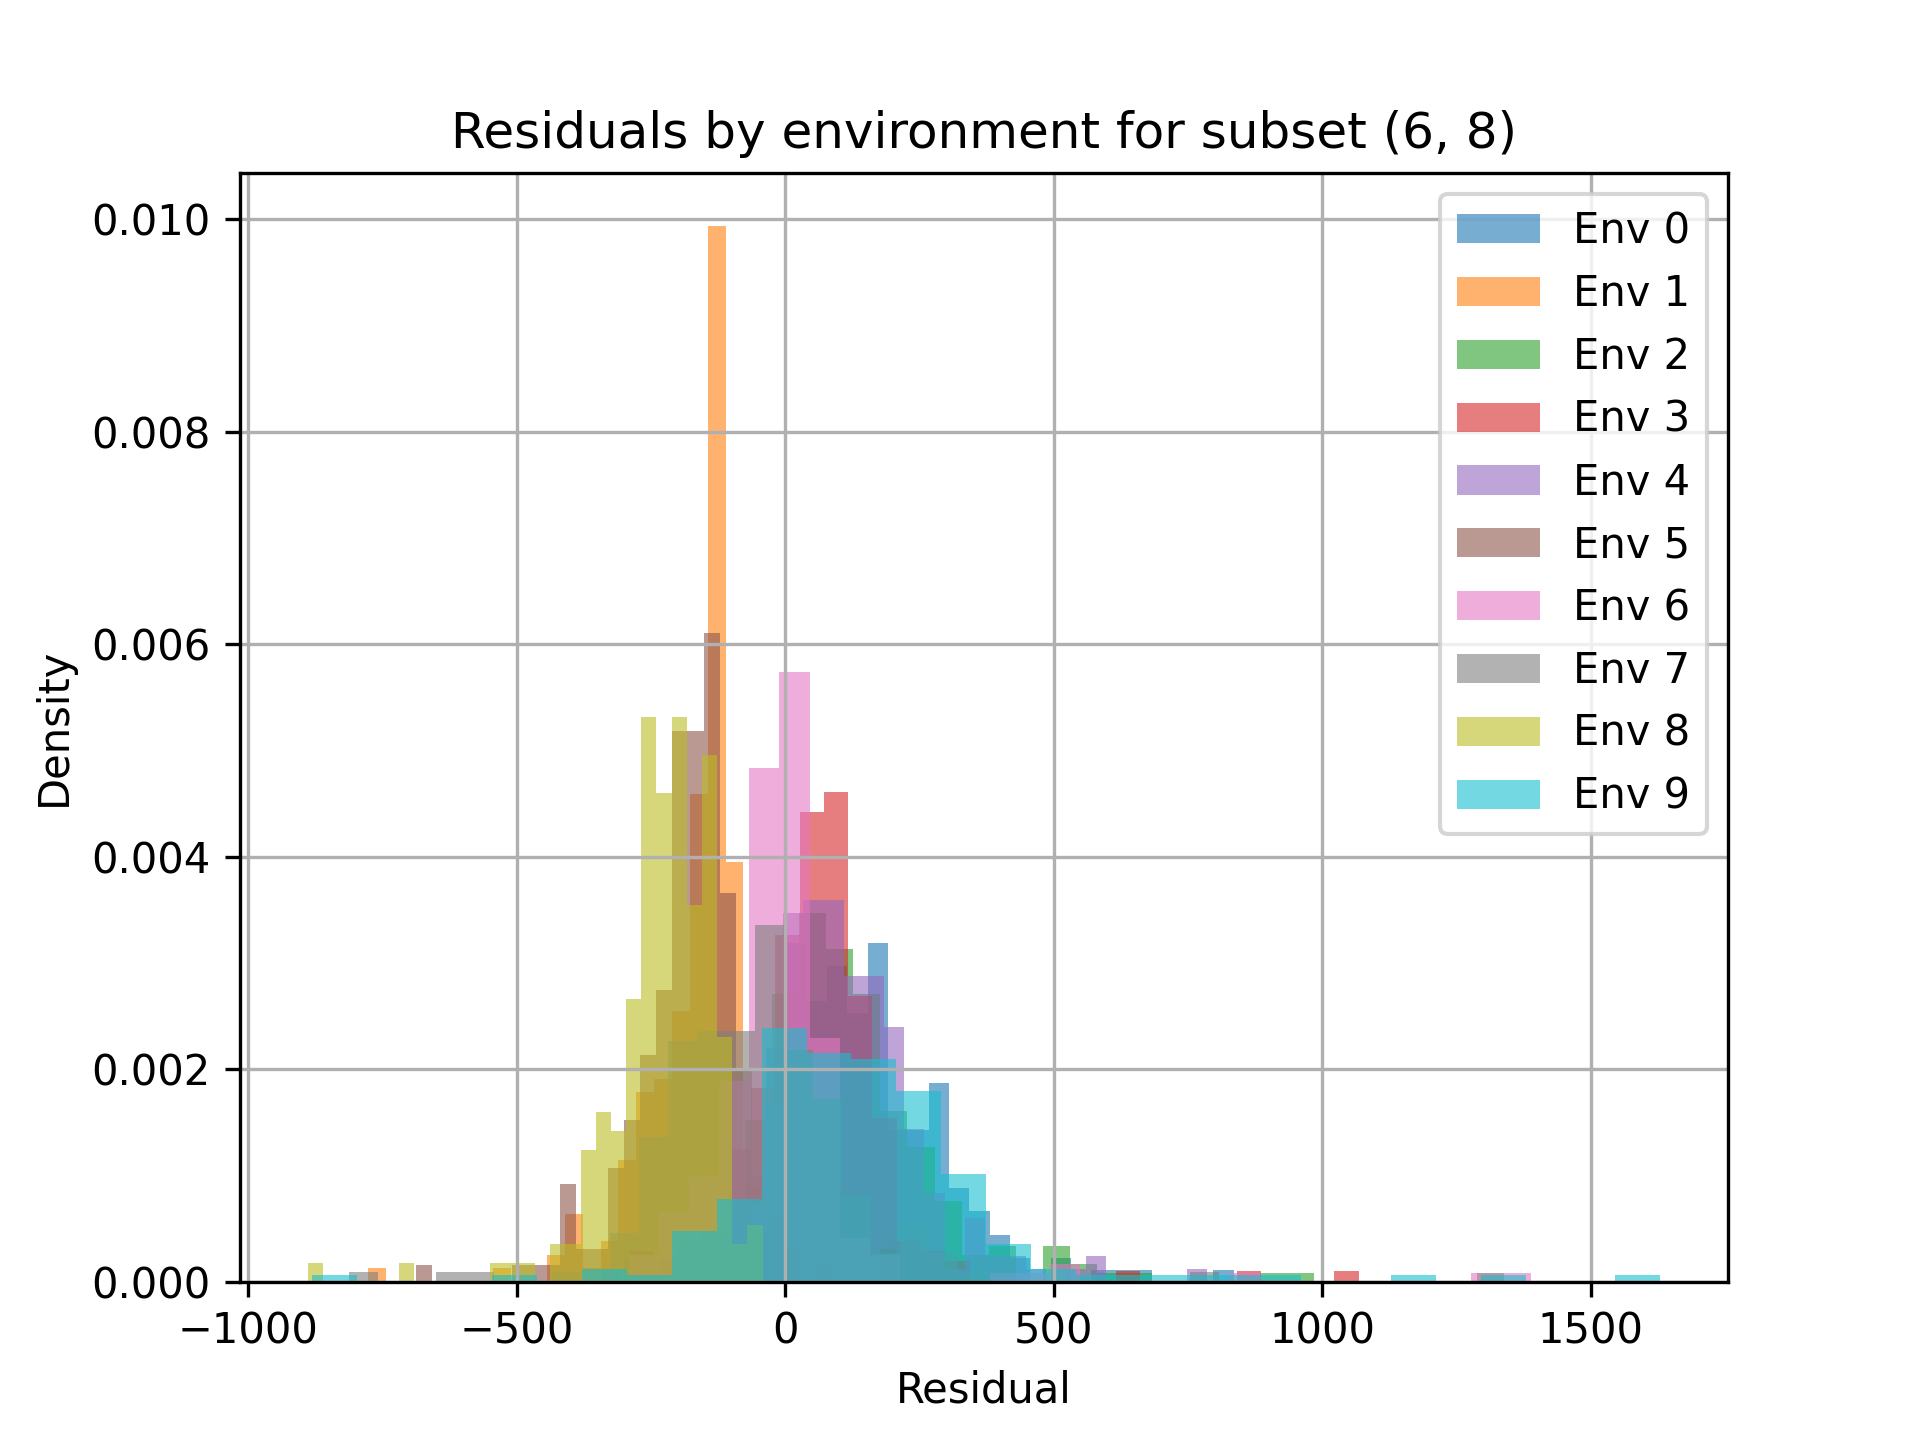 Residuals by environment for subset (6, 8)
0.010
0.008
0.006
0.004
0.002
0.000
Density
−1000
−500
0
500
1000
1500
Residual
Env 0
Env 1
Env 2
Env 3
Env 4
Env 5
Env 6
Env 7
Env 8
Env 9